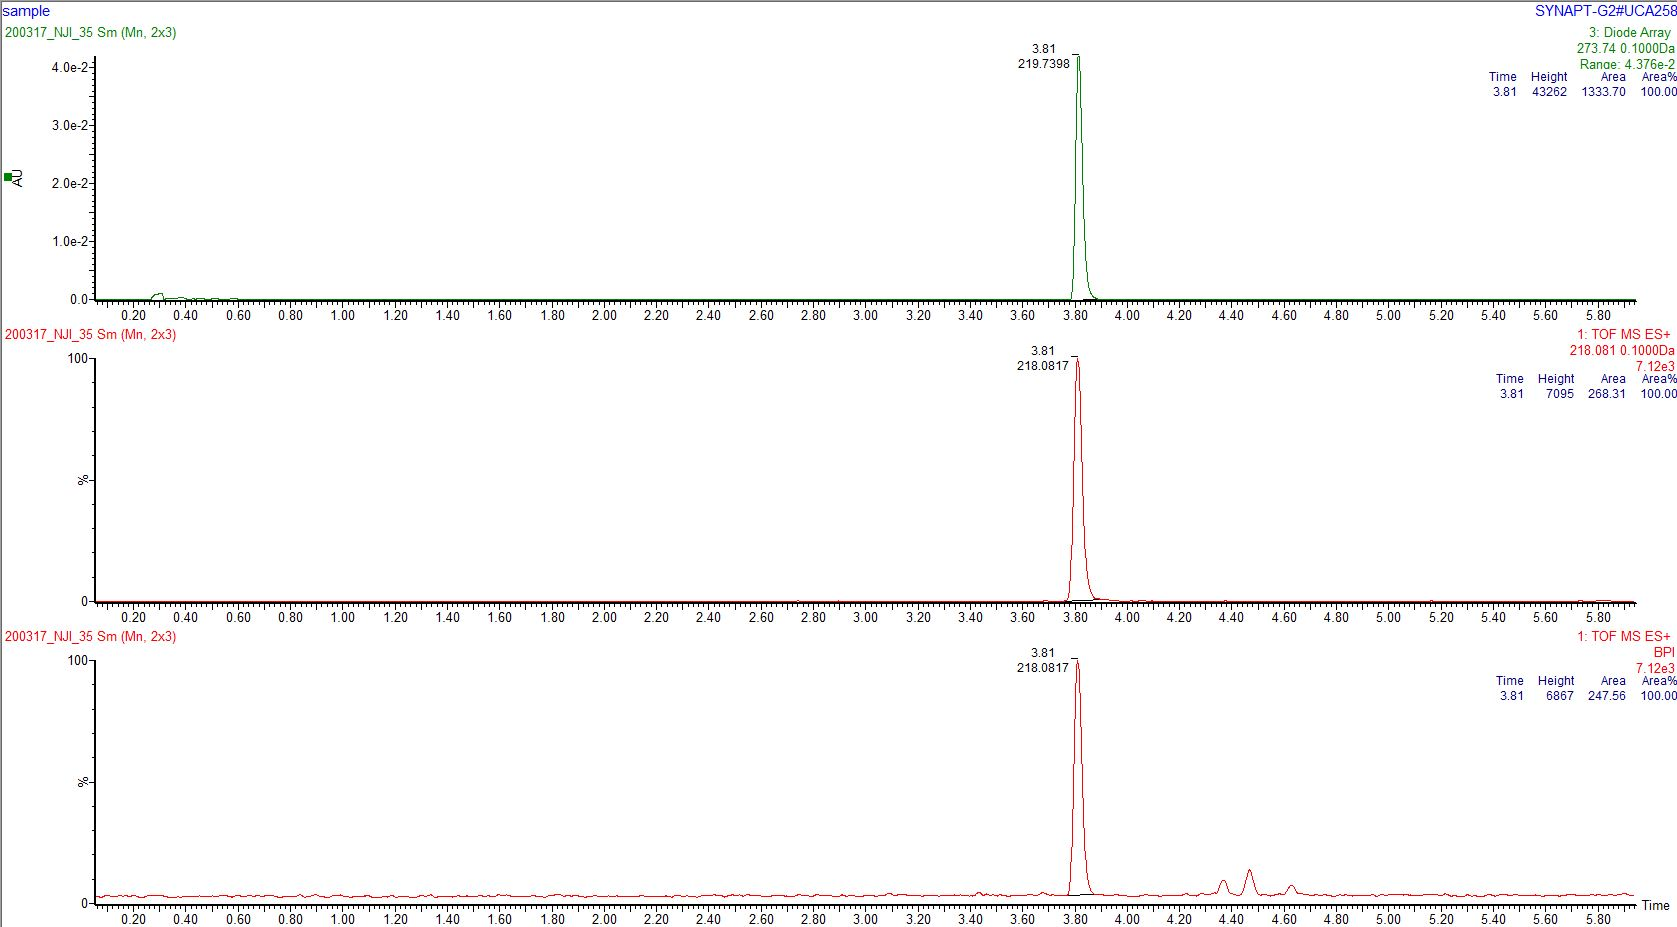 sample
SYNAPT-G2#UCA258
200317_NJI_35 Sm (Mn, 2x3)
3: Diode Array
273.74 0.1000Da
Range: 4.376e-2
Time Height Area Area%
3.81 43262 1333.70 100.00
3.81
219.7398
4.0e-2
3.0e-2
AU
2.0e-2
1.0e-2
0.0
0.20 0.40 0.60 0.80 1.00 1.20 1.40 1.60 1.80 2.00 2.20 2.40 2.60 2.80 3.00 3.20 3.40 3.60 3.80 4.00 4.20 4.40 4.60 4.80 5.00 5.20 5.40 5.60 5.80
200317_NJI_35 Sm (Mn, 2x3)
1: TOF MS ES+
218.081 0.1000Da
7.12e3
Time Height Area Area%
3.81 7095 268.31 100.00
3.81
218.0817
100
%
0
0.20 0.40 0.60 0.80 1.00 1.20 1.40 1.60 1.80 2.00 2.20 2.40 2.60 2.80 3.00 3.20 3.40 3.60 3.80 4.00 4.20 4.40 4.60 4.80 5.00 5.20 5.40 5.60 5.80
200317_NJI_35 Sm (Mn, 2x3)
1: TOF MS ES+
BPI
7.12e3
Time Height Area Area%
3.81 6867 247.56 100.00
3.81
218.0817
100
%
0
Time
0.20 0.40 0.60 0.80 1.00 1.20 1.40 1.60 1.80 2.00 2.20 2.40 2.60 2.80 3.00 3.20 3.40 3.60 3.80 4.00 4.20 4.40 4.60 4.80 5.00 5.20 5.40 5.60 5.80